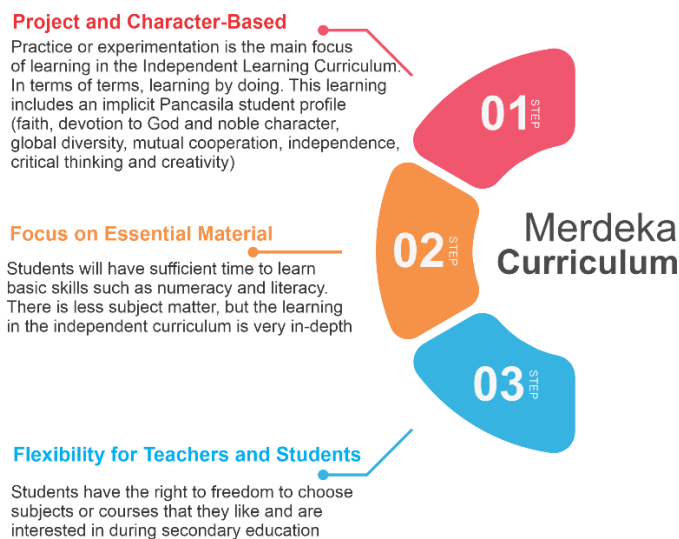 Project and Character-Based
Practice or experimentation is the main focus
of learning in the Independent Learning Curriculum.
In terms of terms, learning by doing. This learning
includes an implicit Pancasila student profile
(faith, devotion to God and noble character,
global diversity, mutual cooperation, independence,
critical thinking and creativity)
01 STEP
Focus on Essential Material
Students will have sufficient time to learn
basic skills such as numeracy and literacy.
There is less subject matter, but the learning
in the independent curriculum is very in-depth
02 STEP
Merdeka
Curriculum
03 STEP
Flexibility for Teachers and Students
Students have the right to freedom to choose
subjects or courses that they like and are
interested in during secondary education